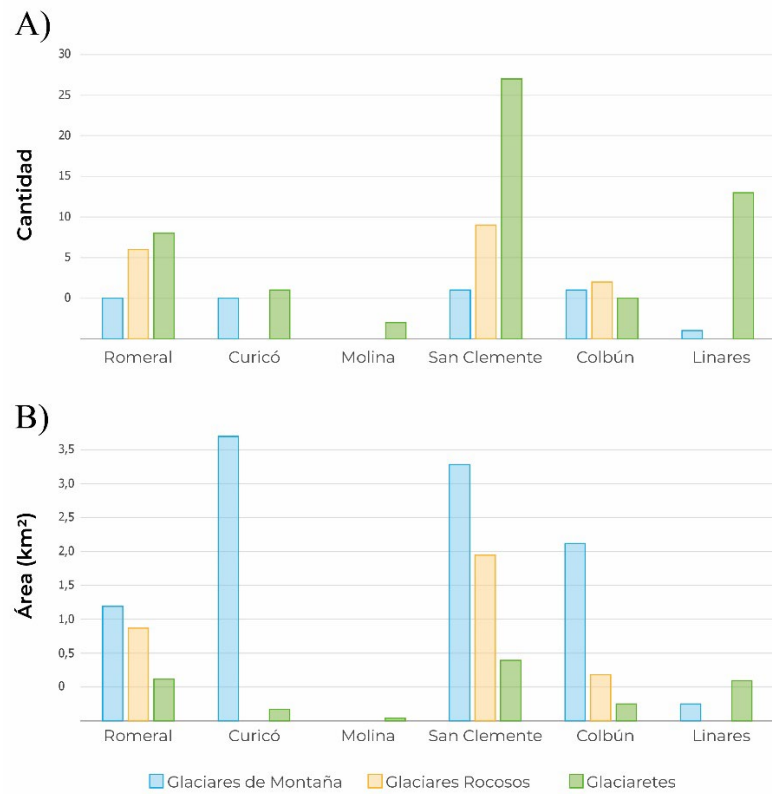 A)
30
25
20
15
10
5
0
Cantidad
Romeral Curicó Molina San Clemente Colbún Linares
B)
3,5
3,0
2,5
2,0
1,5
1,0
0,5
0
Área (km²)
Romeral Curicó Molina San Clemente Colbún Linares
Glaciares de Montaña Glaciares Rocosos Glaciaretes